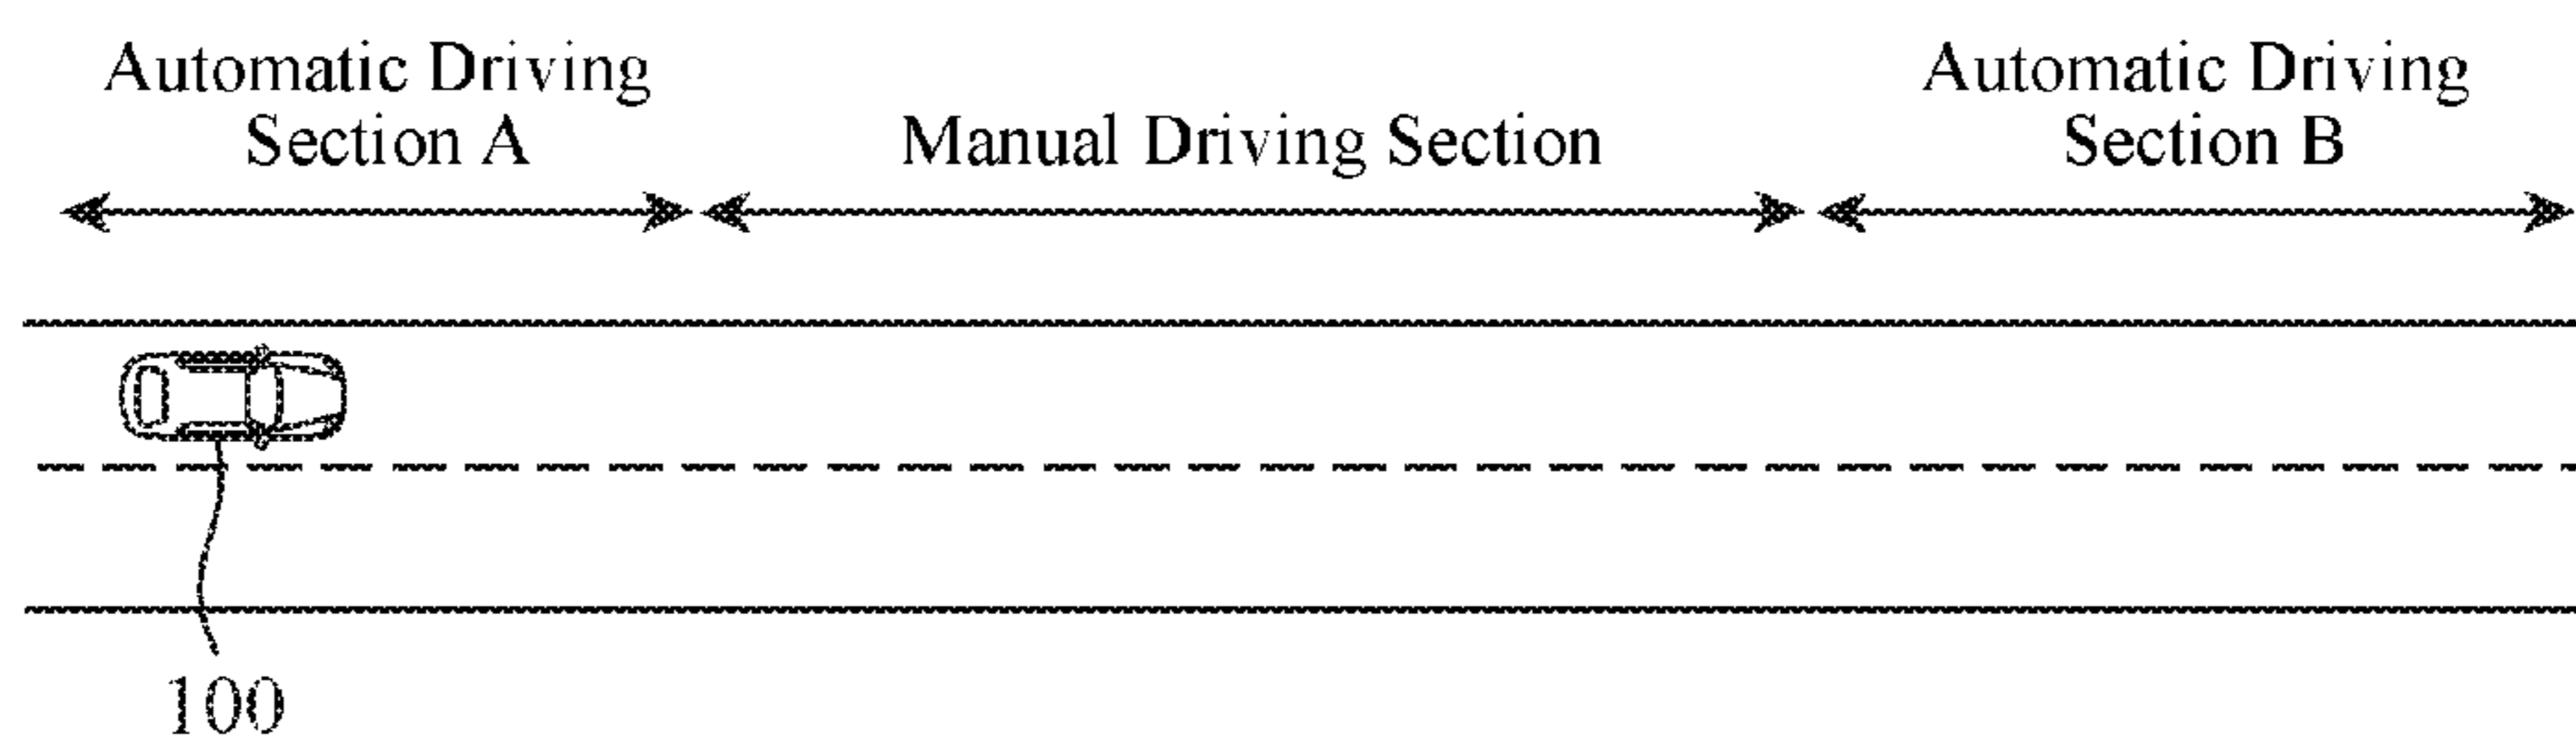 Automatic Driving
Section A
Manual Driving Section
Automatic Driving
Section B
100